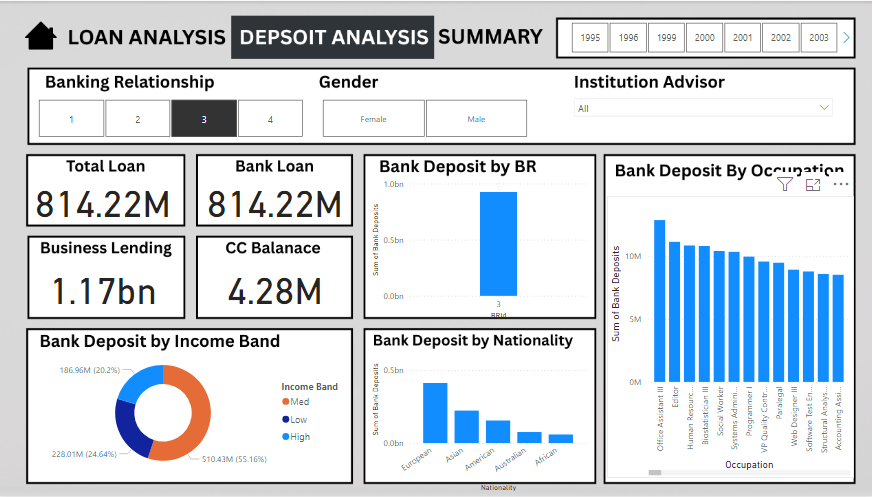 LOAN ANALYSIS DEPSOIT ANALYSIS SUMMARY
1995 1996 1999 2000 2001 2002 2003
Banking Relationship
1 2 3 4
Gender
Female Male
Institution Advisor
All
Total Loan
814.22M
Bank Loan
814.22M
Business Lending
1.17bn
CC Balanace
4.28M
Bank Deposit by BR
Sum of Bank Deposits
1.0bn
0.5bn
0.0bn
3
BRId
Bank Deposit By Occupation
Sum of Bank Deposits
10M
5M
0M
Office Assistant III
Editor
Human Resourc...
Biostatistician III
Social Worker
Systems Admini...
Programmer I
VP Quality Contr...
Paralegal
Web Designer III
Software Test En...
Structural Analys...
Accounting Assi...
Occupation
Bank Deposit by Income Band
186.96M (20.2%)
228.01M (24.64%)
510.43M (55.16%)
Income Band
Med
Low
High
Bank Deposit by Nationality
Sum of Bank Deposits
0.5bn
0.0bn
European
Asian
American
Australian
African
Nationality